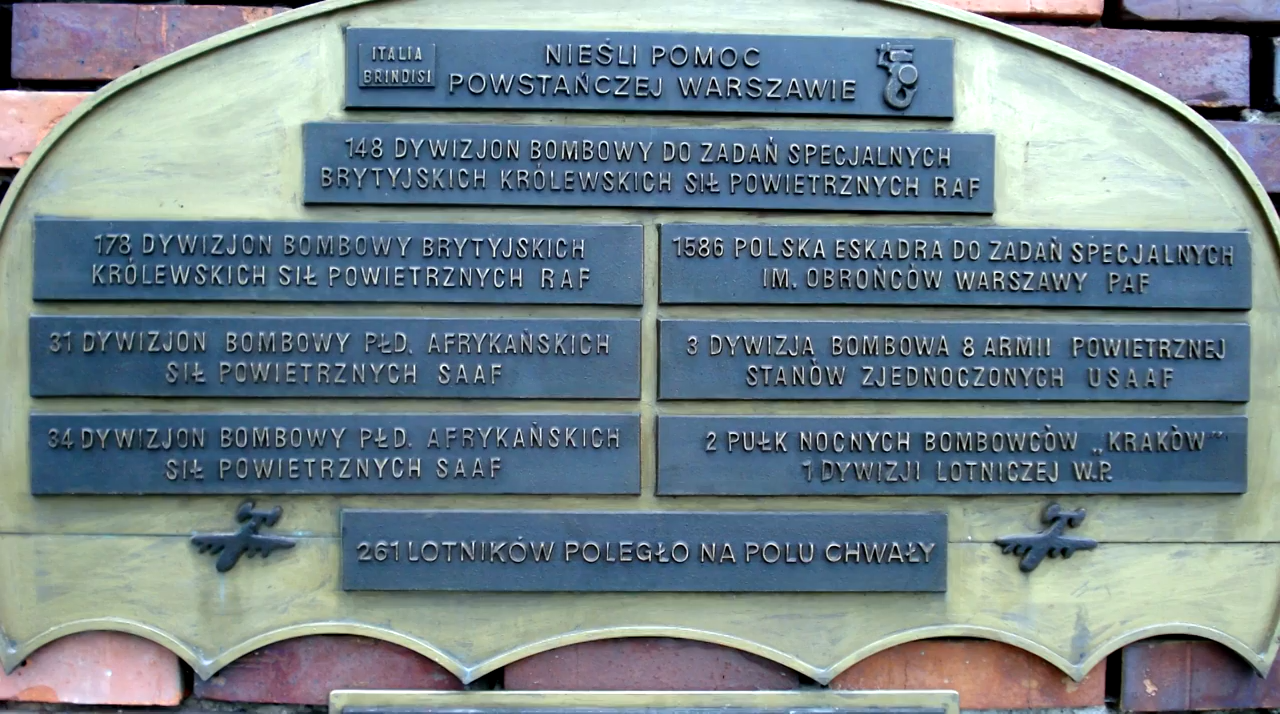 ITALIA
BRINDISI
NIEŚLI POMOC
POWSTAŃCZEJ WARSZAWIE
148 DYWIZJON BOMBOWY DO ZADAŃ SPECJALNYCH
BRYTYJSKICH KRÓLEWSKICH SIŁ POWIETRZNYCH RAF
178 DYWIZJON BOMBOWY BRYTYJSKICH
KRÓLEWSKICH SIŁ POWIETRZNYCH RAF
1586 POLSKA ESKADRA DO ZADAŃ SPECJALNYCH
IM. OBROŃCÓW WARSZAWY PAF
31 DYWIZJON BOMBOWY PŁD. AFRYKAŃSKICH
SIŁ POWIETRZNYCH SAAF
3 DYWIZJA BOMBOWA 8 ARMII POWIETRZNEJ
STANÓW ZJEDNOCZONYCH USAAF
34 DYWIZJON BOMBOWY PŁD. AFRYKAŃSKICH
SIŁ POWIETRZNYCH SAAF
2 PUŁK NOCNYCH BOMBOWCÓW „KRAKÓW”
1 DYWIZJI LOTNICZEJ W.P.
261 LOTNIKÓW POLEGŁO NA POLU CHWAŁY